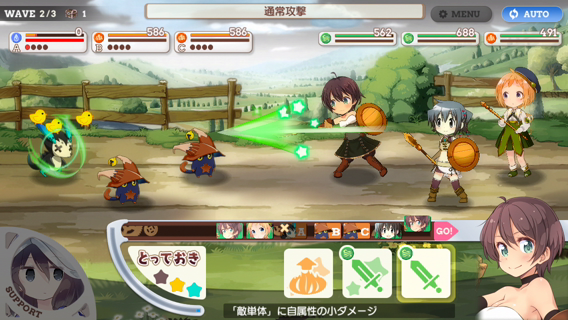 WAVE 2/3 1
通常攻撃
MENU
AUTO
A 0
B 586
C 586
562
688
491
A B C GO!
とっておき
SUPPORT
「敵単体」に自属性の小ダメージ